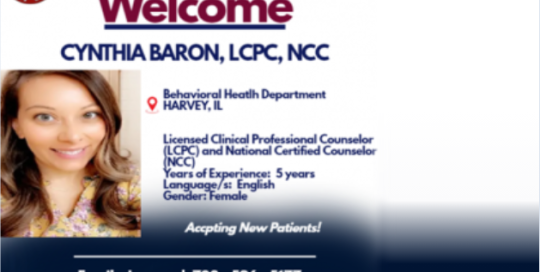 Welcome
CYNTHIA BARON, LCPC, NCC
Behavioral Heatlh Department
HARVEY, IL
Licensed Clinical Professional Counselor
(LCPC) and National Certified Counselor
(NCC)
Years of Experience: 5 years
Language/s: English
Gender: Female
Accpting New Patients!